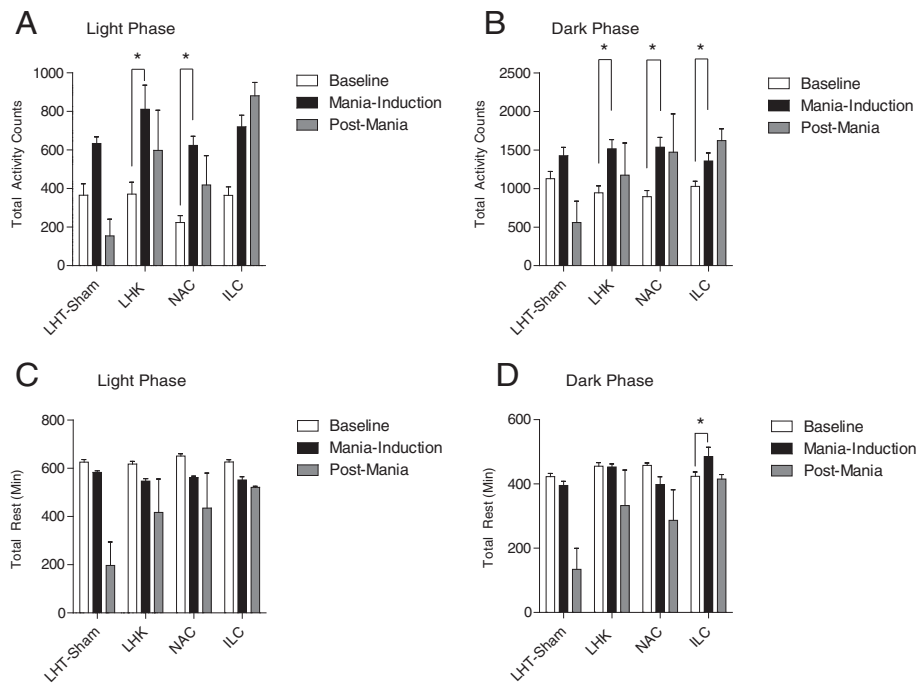 A
Light Phase
Total Activity Counts
1000
800
600
400
200
0
*
*
LHT-Sham
LHK
NAC
ILC
Baseline
Mania-Induction
Post-Mania
B
Dark Phase
Total Activity Counts
2500
2000
1500
1000
500
0
*
*
*
LHT-Sham
LHK
NAC
ILC
Baseline
Mania-Induction
Post-Mania
C
Light Phase
Total Rest (Min)
800
600
400
200
0
LHT-Sham
LHK
NAC
ILC
Baseline
Mania-Induction
Post-Mania
D
Dark Phase
Total Rest (Min)
600
400
200
0
*
LHT-Sham
LHK
NAC
ILC
Baseline
Mania-Induction
Post-Mania